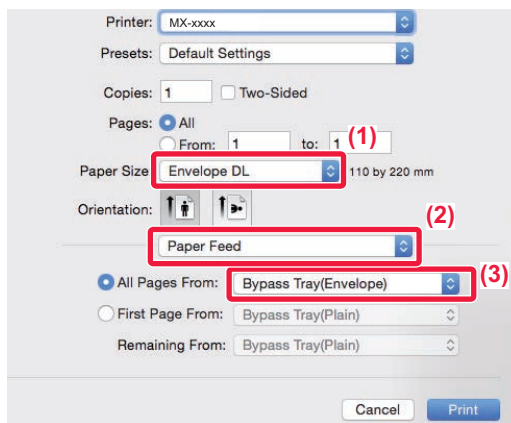 Printer: MX-xxxx
Presets: Default Settings
Copies: 1 Two-Sided
Pages: All
From: 1 to: 1 (1)
Paper Size Envelope DL 110 by 220 mm
Orientation:
(2)
Paper Feed
All Pages From: Bypass Tray(Envelope) (3)
First Page From: Bypass Tray(Plain)
Remaining From: Bypass Tray(Plain)
Cancel Print